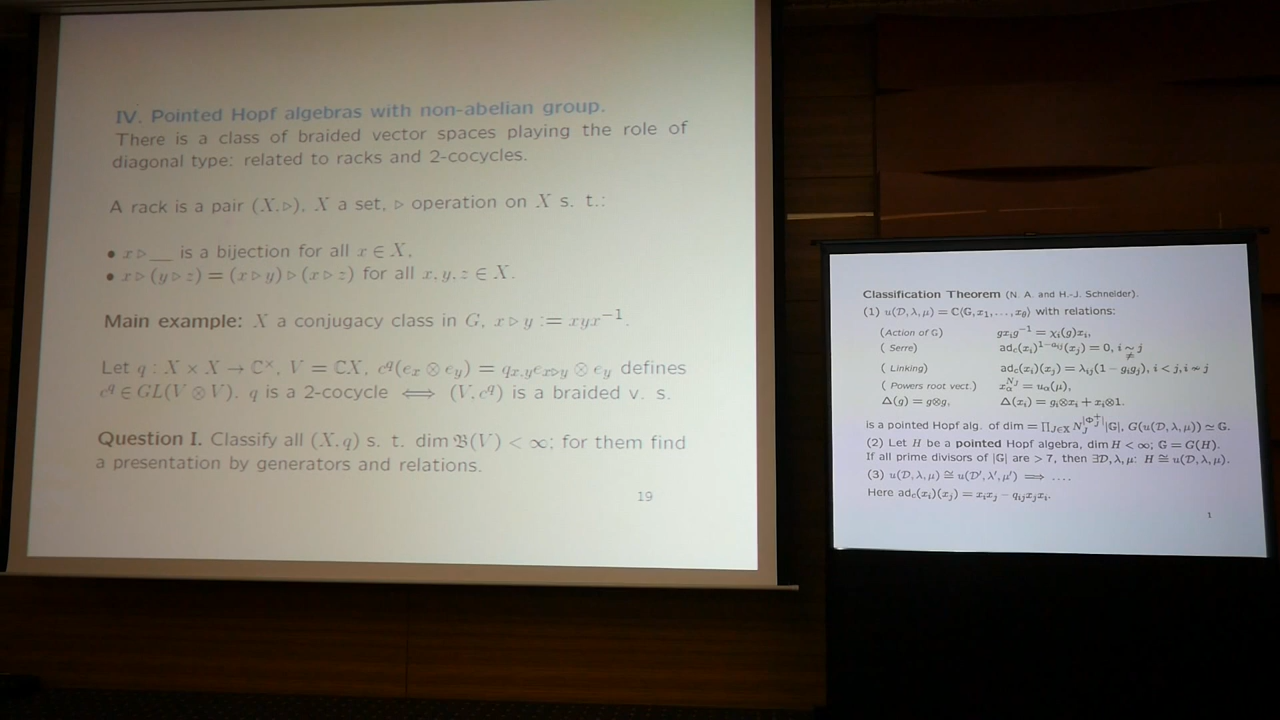 IV. Pointed Hopf algebras with non-abelian group.
There is a class of braided vector spaces playing the role of
diagonal type: related to racks and 2-cocycles.
A rack is a pair (X, ▷), X a set, ▷ operation on X s. t.:
• x ▷ __ is a bijection for all x ∈ X,
• x ▷ (y ▷ z) = (x ▷ y) ▷ (x ▷ z) for all x, y, z ∈ X.
Main example: X a conjugacy class in G, x ▷ y := xyx⁻¹.
Let q : X × X → ℂ^×, V = ℂX, c^q(e_x ⊗ e_y) = q_{x,y}e_{x▷y} ⊗ e_y defines
c^q ∈ GL(V ⊗ V). q is a 2-cocycle ⟺ (V, c^q) is a braided v. s.
Question I. Classify all (X, q) s. t. dim 𝔅(V) < ∞; for them find
a presentation by generators and relations.
19
Classification Theorem (N. A. and H.-J. Schneider).
(1) u(𝒟, λ, μ) = ℂ⟨G, x_1, . . . , x_θ⟩ with relations:
(Action of G) gx_ig^{-1} = χ_i(g)x_i,
( Serre) ad_c(x_i)^{1−a_{ij}}(x_j) = 0, i ≁ j
( Linking) ad_c(x_i)(x_j) = λ_{ij}(1 − g_ig_j), i < j, i ≁ j
( Powers root vect.) x_α^{N_J} = u_α(μ),
Δ(g) = g⊗g, Δ(x_i) = g_i⊗x_i + x_i⊗1.
is a pointed Hopf alg. of dim = ∏_{J∈𝕏} N_J^{|Φ_J^+|}|G|, G(u(𝒟, λ, μ)) ≃ G.
(2) Let H be a pointed Hopf algebra, dim H < ∞; G = G(H).
If all prime divisors of |G| are > 7, then ∃𝒟, λ, μ: H ≅ u(𝒟, λ, μ).
(3) u(𝒟, λ, μ) ≅ u(𝒟′, λ′, μ′) ⟹ . . . .
Here ad_c(x_i)(x_j) = x_ix_j − q_{ij}x_jx_i.
1